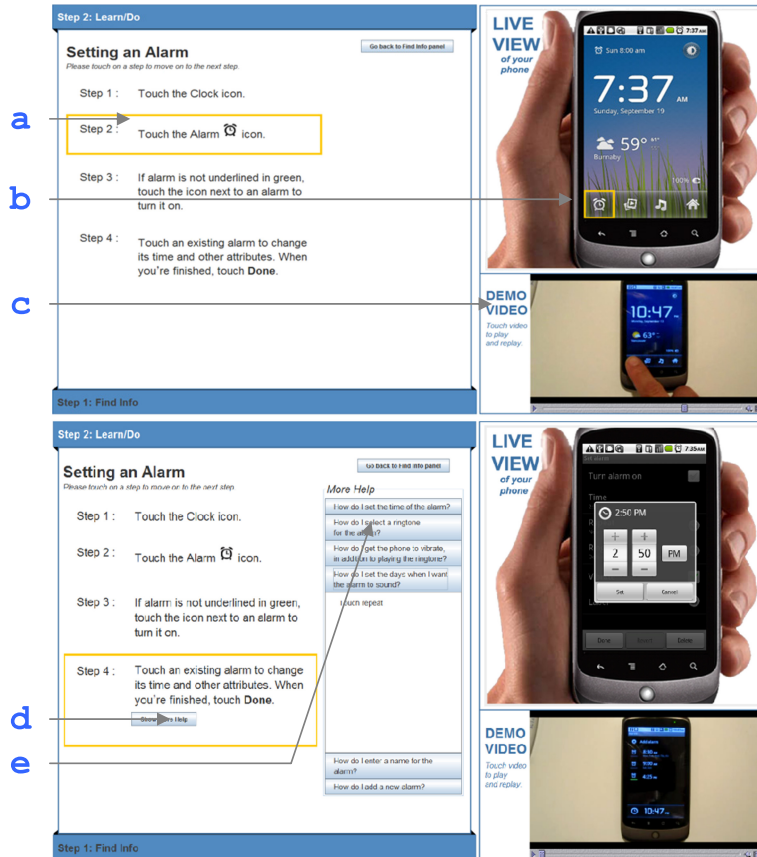 Step 2: Learn/Do
Setting an Alarm
Go back to Find Info panel
Please touch on a step to move on to the next step.
Step 1 : Touch the Clock icon.
a
Step 2 : Touch the Alarm icon.
Step 3 : If alarm is not underlined in green,
touch the icon next to an alarm to
turn it on.
b
Step 4 : Touch an existing alarm to change
its time and other attributes. When
you're finished, touch Done.
c
Step 1: Find Info
LIVE
VIEW
of your
phone
7:37 AM
Sun 8:00 am
7:37 AM
Sunday, September 19
59°
Burnaby
100%
DEMO
VIDEO
Touch video
to play
and replay.
10:47
63°
Step 2: Learn/Do
Setting an Alarm
Go back to Find Info panel
Please touch on a step to move on to the next step.
Step 1 : Touch the Clock icon.
Step 2 : Touch the Alarm icon.
Step 3 : If alarm is not underlined in green,
touch the icon next to an alarm to
turn it on.
Step 4 : Touch an existing alarm to change
its time and other attributes. When
you're finished, touch Done.
d
e
More Help
How do I set the time of the alarm?
How do I select a ringtone
for the alarm?
How do I get the phone to vibrate,
in addition to playing the ringtone?
How do I set the days when I want
the alarm to sound?
Touch repeat
How do I enter a name for the
alarm?
How do I add a new alarm?
Step 1: Find Info
LIVE
VIEW
of your
phone
7:35 AM
Set alarm
Turn alarm on
Time
2:50 PM
+ +
2 50 PM
- -
Set Cancel
Done Delete
DEMO
VIDEO
Touch video
to play
and replay.
Add alarm
10:47